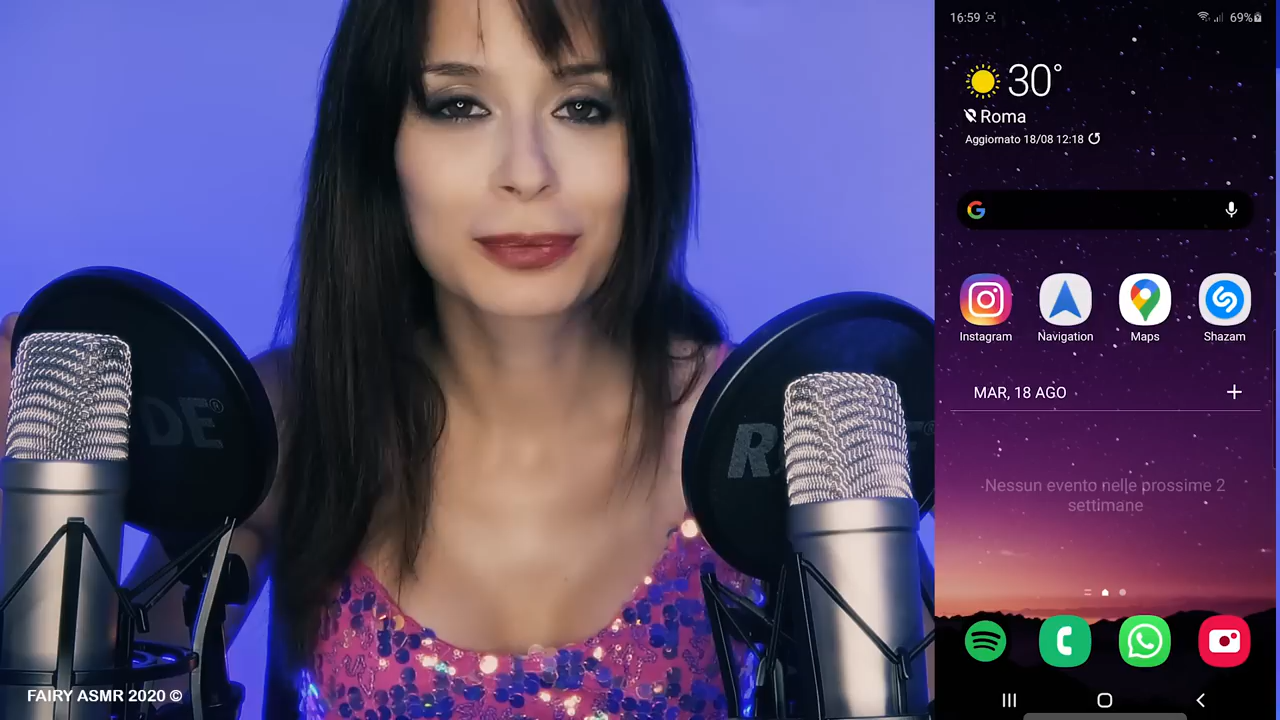 RODE®
R
®
FAIRY ASMR 2020 ©
16:59
69%
30°
Roma
Aggiornato 18/08 12:18
Instagram
Navigation
Maps
Shazam
MAR, 18 AGO
+
Nessun evento nelle prossime 2
settimane